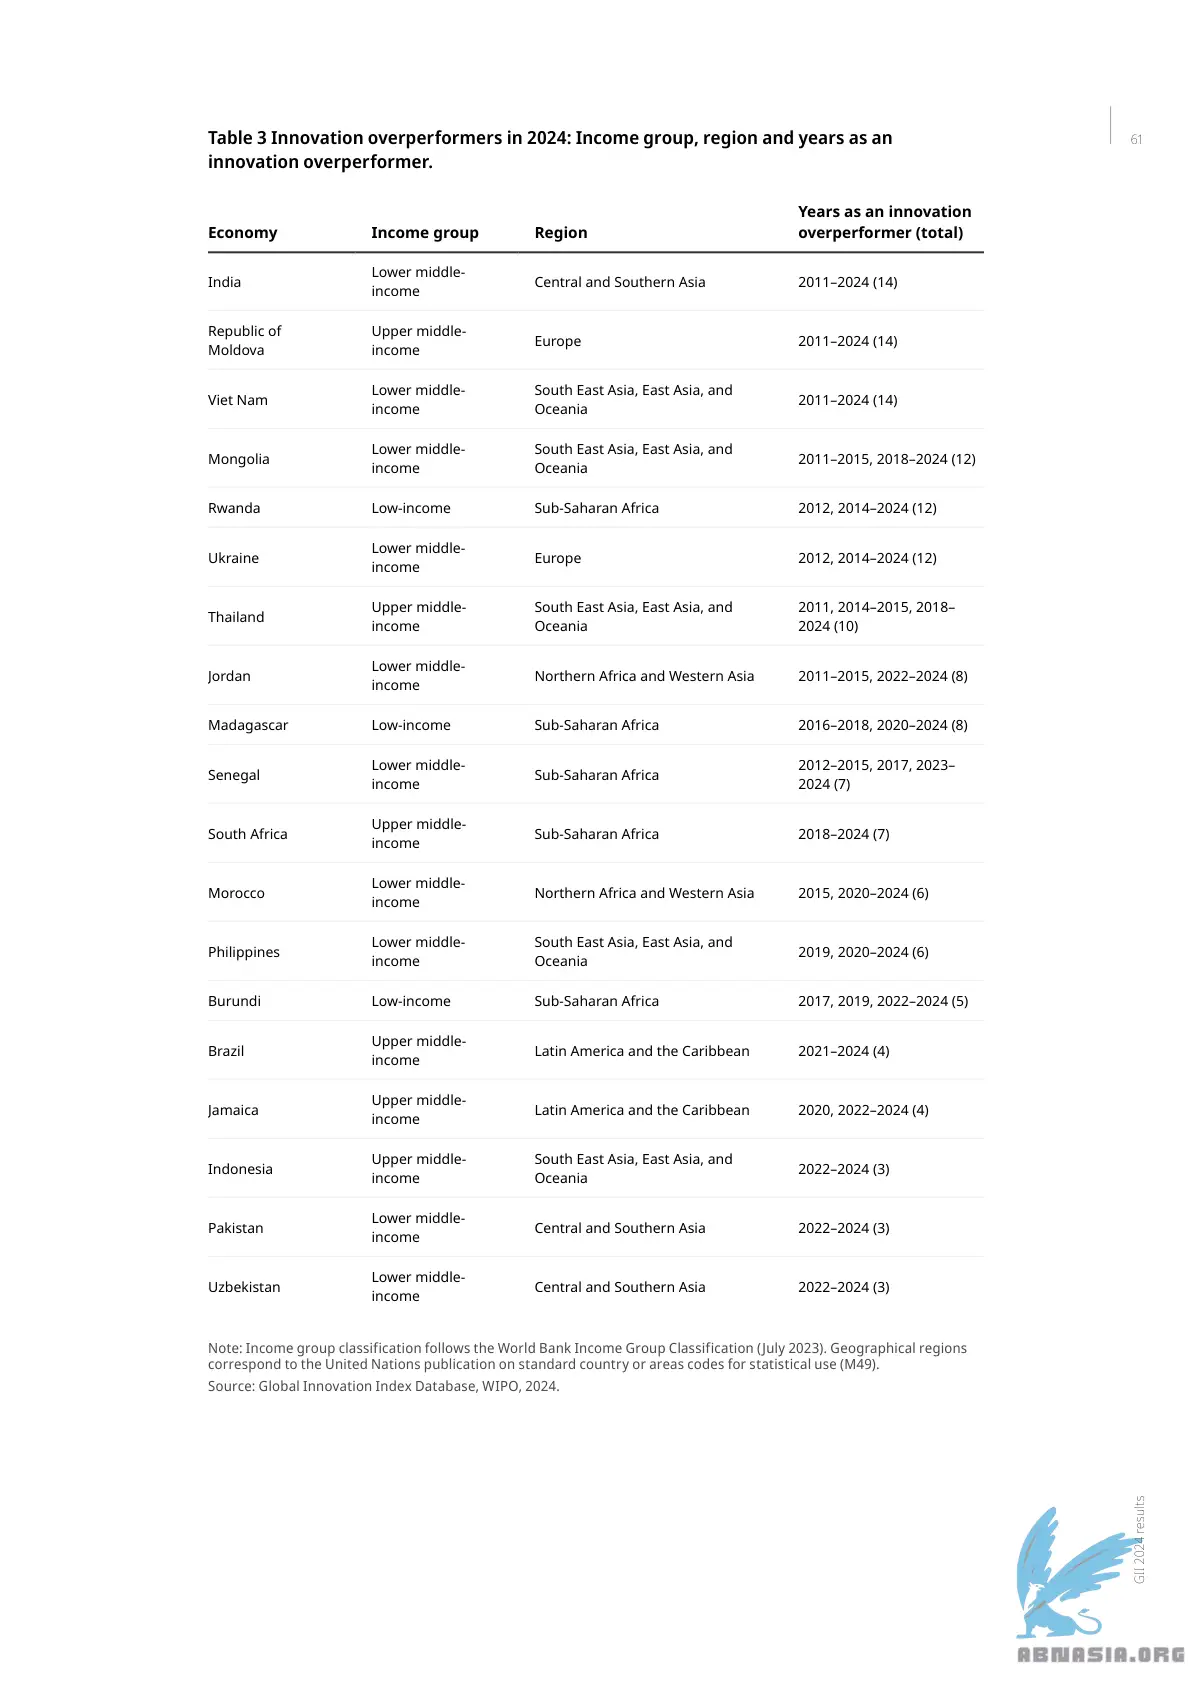 61
Table 3 Innovation overperformers in 2024: Income group, region and years as an
innovation overperformer.
Economy Income group Region Years as an innovation overperformer (total)
India Lower middle-income Central and Southern Asia 2011–2024 (14)
Republic of Moldova Upper middle-income Europe 2011–2024 (14)
Viet Nam Lower middle-income South East Asia, East Asia, and Oceania 2011–2024 (14)
Mongolia Lower middle-income South East Asia, East Asia, and Oceania 2011–2015, 2018–2024 (12)
Rwanda Low-income Sub-Saharan Africa 2012, 2014–2024 (12)
Ukraine Lower middle-income Europe 2012, 2014–2024 (12)
Thailand Upper middle-income South East Asia, East Asia, and Oceania 2011, 2014–2015, 2018–2024 (10)
Jordan Lower middle-income Northern Africa and Western Asia 2011–2015, 2022–2024 (8)
Madagascar Low-income Sub-Saharan Africa 2016–2018, 2020–2024 (8)
Senegal Lower middle-income Sub-Saharan Africa 2012–2015, 2017, 2023–2024 (7)
South Africa Upper middle-income Sub-Saharan Africa 2018–2024 (7)
Morocco Lower middle-income Northern Africa and Western Asia 2015, 2020–2024 (6)
Philippines Lower middle-income South East Asia, East Asia, and Oceania 2019, 2020–2024 (6)
Burundi Low-income Sub-Saharan Africa 2017, 2019, 2022–2024 (5)
Brazil Upper middle-income Latin America and the Caribbean 2021–2024 (4)
Jamaica Upper middle-income Latin America and the Caribbean 2020, 2022–2024 (4)
Indonesia Upper middle-income South East Asia, East Asia, and Oceania 2022–2024 (3)
Pakistan Lower middle-income Central and Southern Asia 2022–2024 (3)
Uzbekistan Lower middle-income Central and Southern Asia 2022–2024 (3)
Note: Income group classification follows the World Bank Income Group Classification (July 2023). Geographical regions
correspond to the United Nations publication on standard country or areas codes for statistical use (M49).
Source: Global Innovation Index Database, WIPO, 2024.
GII 2024 results
ABNASIA.ORG